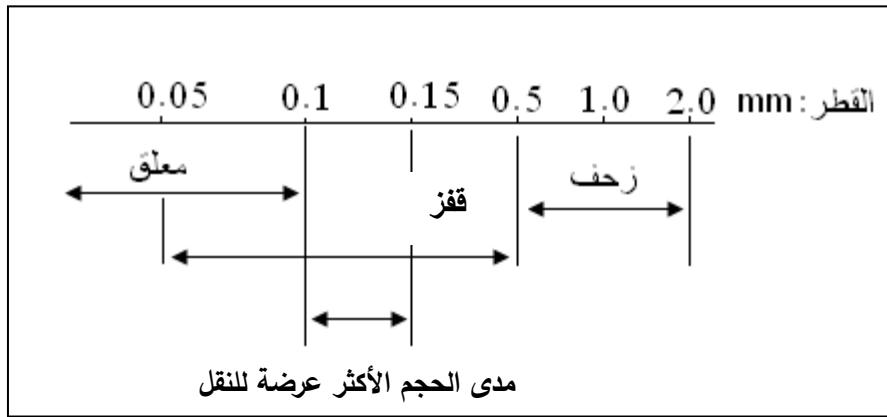 القطر: mm 0.05 0.1 0.15 0.5 1.0 2.0
معلق
زحف
قفز
مدى الحجم الأكثر عرضة للنقل